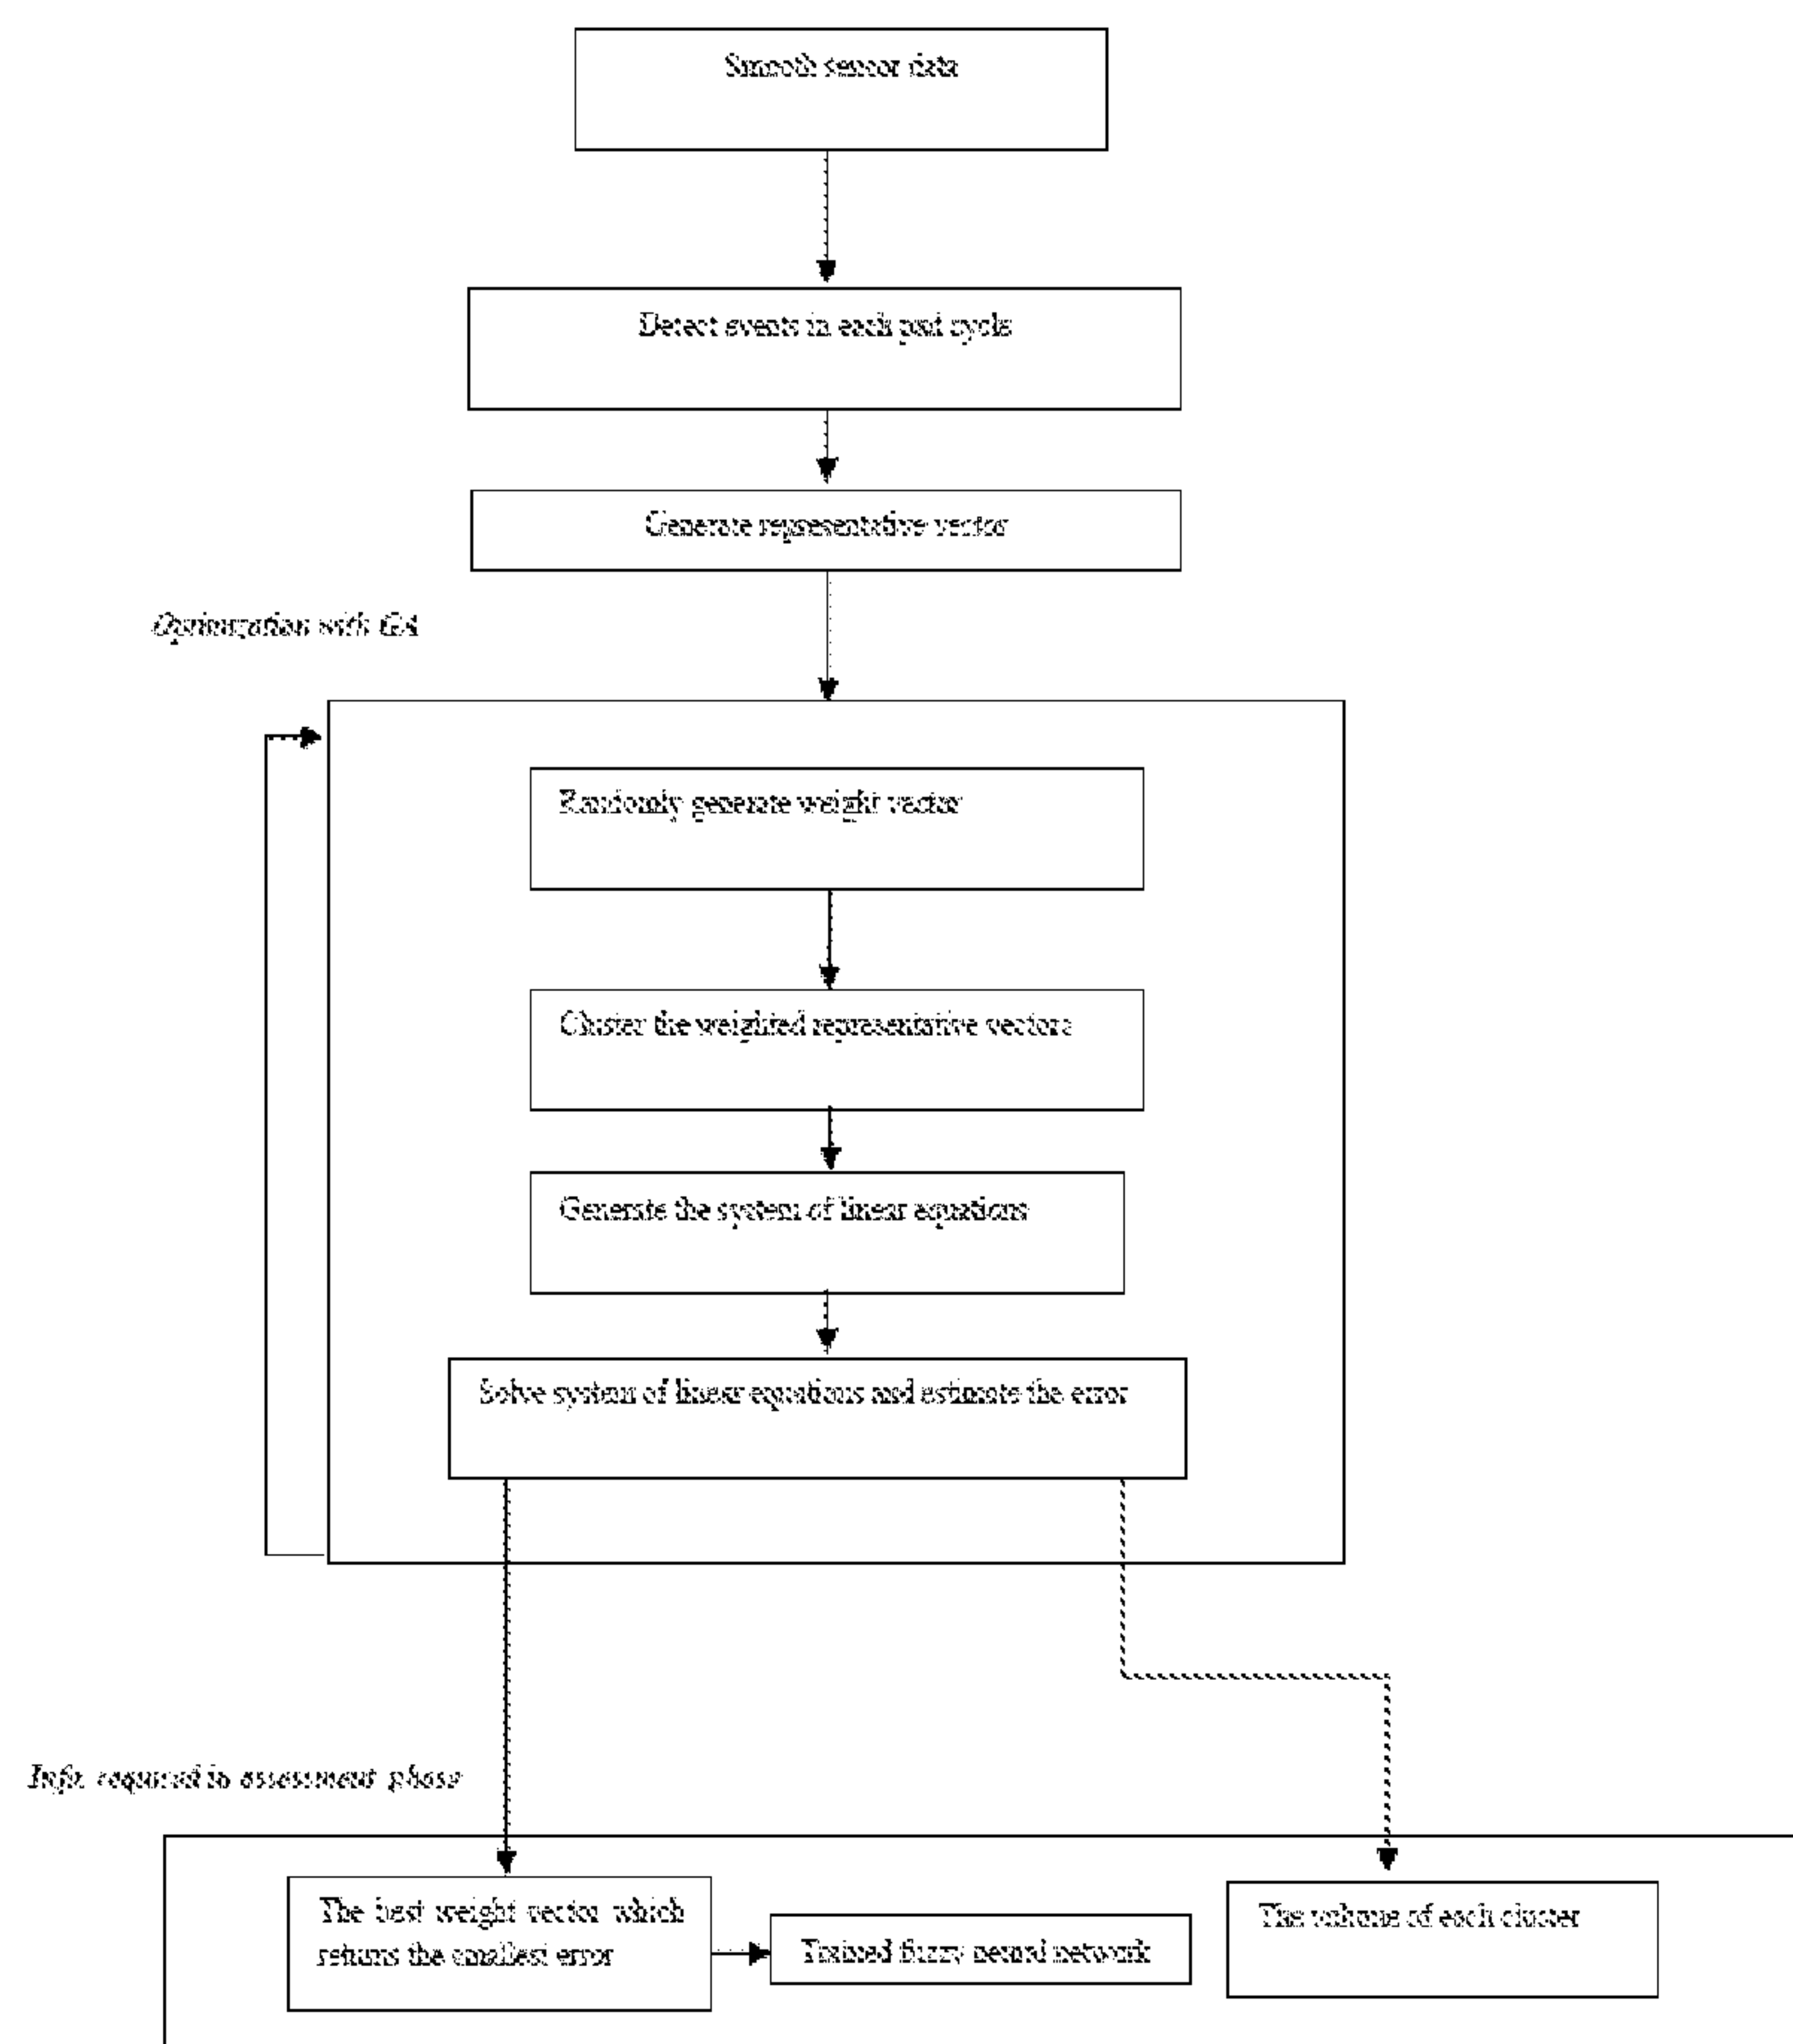 Smooth sensor data
Detect events in each pad cycle
Generate representative vector
Optimization with GA
Randomly generate weight vector
Cluster the weighted representative vectors
Generate the system of linear equations
Solve system of linear equations and estimate the error
Info. required in assessment phase
The best weight vector which
returns the smallest error
Trained fuzzy neural network
The volume of each cluster